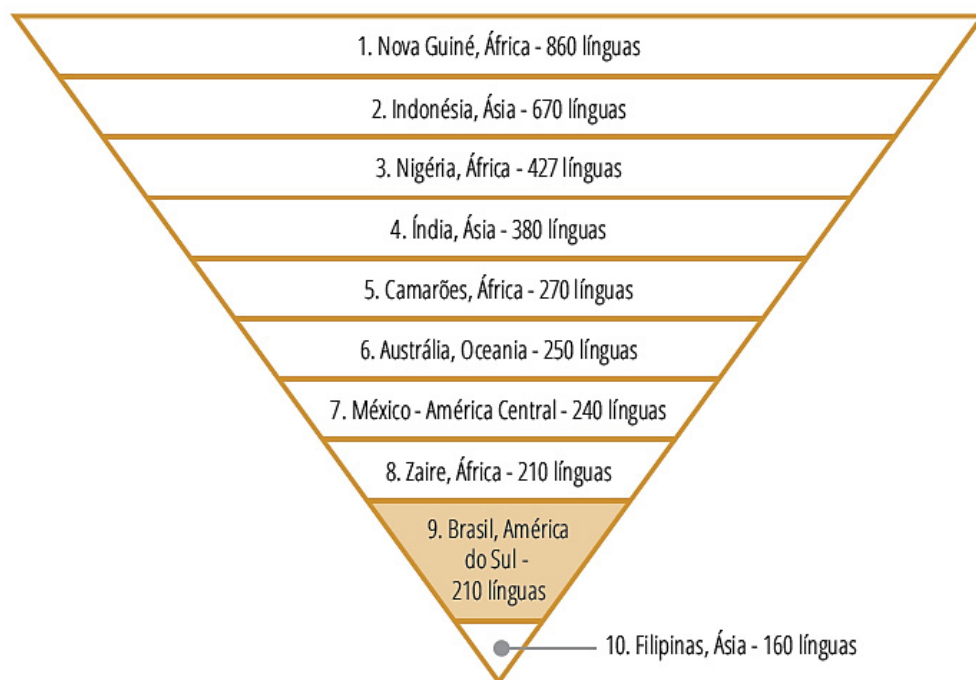 1. Nova Guiné, África - 860 línguas
2. Indonésia, Ásia - 670 línguas
3. Nigéria, África - 427 línguas
4. Índia, Ásia - 380 línguas
5. Camarões, África - 270 línguas
6. Austrália, Oceania - 250 línguas
7. México - América Central - 240 línguas
8. Zaire, África - 210 línguas
9. Brasil, América
do Sul -
210 línguas
10. Filipinas, Ásia - 160 línguas